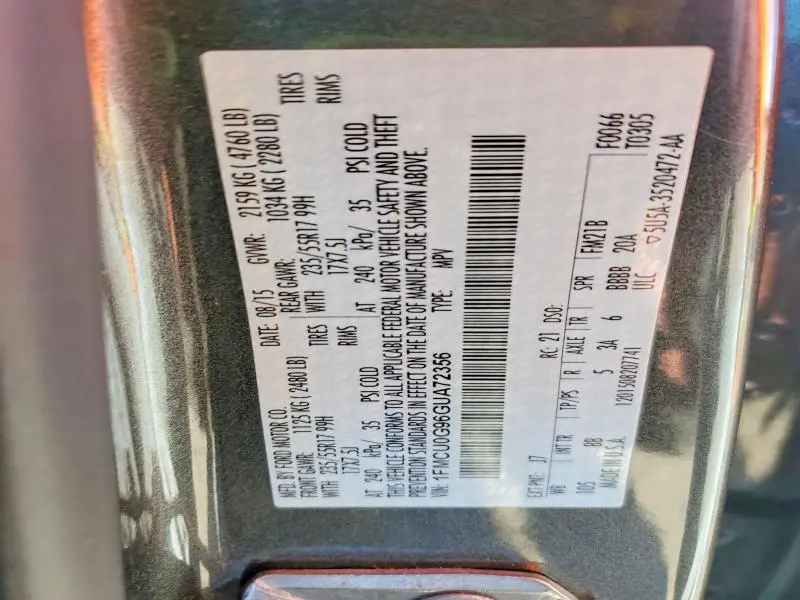 MFD. BY FORD MOTOR CO. DATE: 08/15 GVWR: 2159 KG ( 4760 LB)
FRONT GAWR: 1125 KG ( 2480 LB) REAR GAWR: 1034 KG ( 2280 LB)
WITH 235/55R17 99H TIRES WITH 235/55R17 99H TIRES
17X7.5J RIMS 17X7.5J RIMS
AT 240 kPa/ 35 PSI COLD AT 240 kPa/ 35 PSI COLD
THIS VEHICLE CONFORMS TO ALL APPLICABLE FEDERAL MOTOR VEHICLE SAFETY AND THEFT
PREVENTION STANDARDS IN EFFECT ON THE DATE OF MANUFACTURE SHOWN ABOVE.
VIN: 1FMCU0G96GUA72356 TYPE: MPV
F0066
T0305
EXT PNT: J7 RC: 21 DSO: FM21B
WB INT TR TP/PS R AXLE TR SPR
105 8B 5 3A 6 BBBB 20A
MADE IN U.S.A. 1201508207741 ULC
▽5U5A-3520472-AA